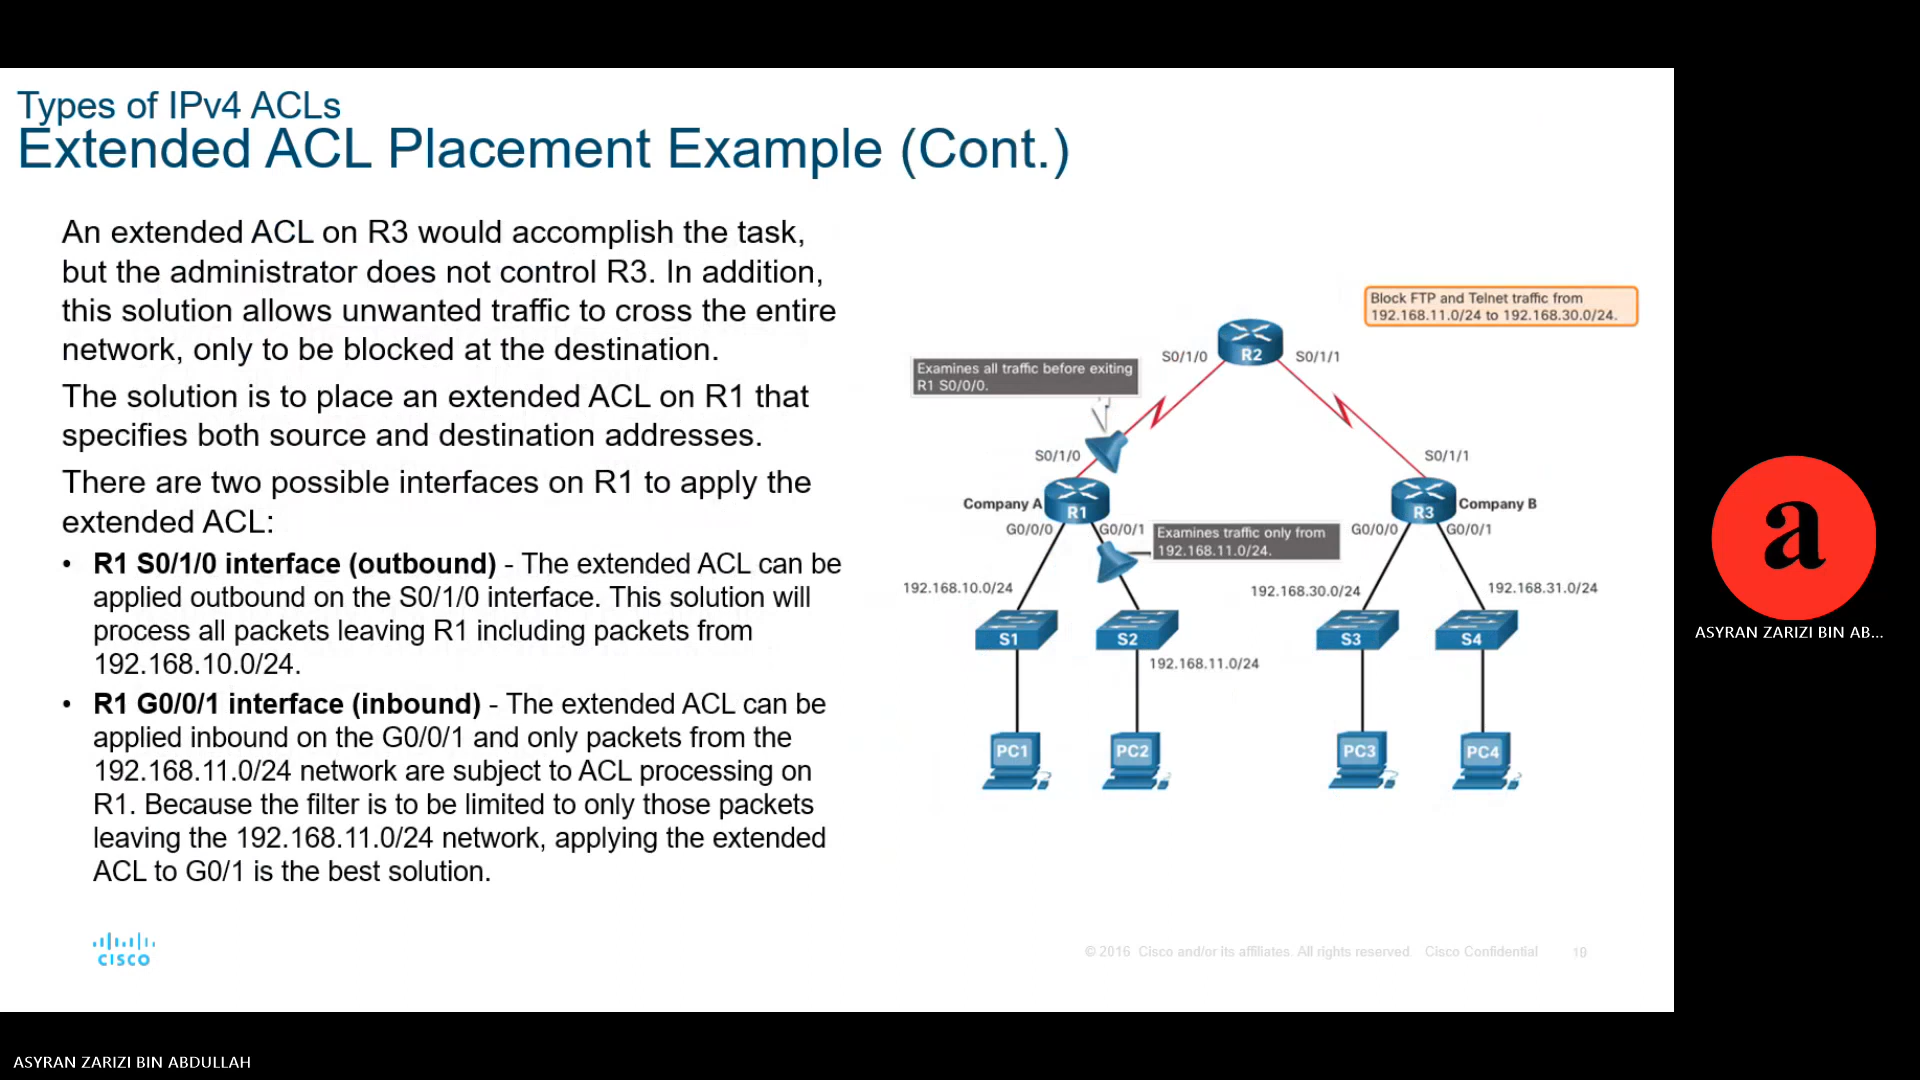 Types of IPv4 ACLs
Extended ACL Placement Example (Cont.)
An extended ACL on R3 would accomplish the task,
but the administrator does not control R3. In addition,
this solution allows unwanted traffic to cross the entire
network, only to be blocked at the destination.
The solution is to place an extended ACL on R1 that
specifies both source and destination addresses.
There are two possible interfaces on R1 to apply the
extended ACL:
• R1 S0/1/0 interface (outbound) - The extended ACL can be
applied outbound on the S0/1/0 interface. This solution will
process all packets leaving R1 including packets from
192.168.10.0/24.
• R1 G0/0/1 interface (inbound) - The extended ACL can be
applied inbound on the G0/0/1 and only packets from the
192.168.11.0/24 network are subject to ACL processing on
R1. Because the filter is to be limited to only those packets
leaving the 192.168.11.0/24 network, applying the extended
ACL to G0/1 is the best solution.
Block FTP and Telnet traffic from
192.168.11.0/24 to 192.168.30.0/24.
R2
S0/1/0
S0/1/1
Examines all traffic before exiting
R1 S0/0/0.
S0/1/0
S0/1/1
Company A
R1
R3
Company B
G0/0/0
G0/0/1
Examines traffic only from
192.168.11.0/24.
G0/0/0
G0/0/1
192.168.10.0/24
192.168.30.0/24
192.168.31.0/24
S1
S2
S3
S4
192.168.11.0/24
PC1
PC2
PC3
PC4
CISCO
© 2016 Cisco and/or its affiliates. All rights reserved. Cisco Confidential
a
ASYRAN ZARIZI BIN AB...
ASYRAN ZARIZI BIN ABDULLAH